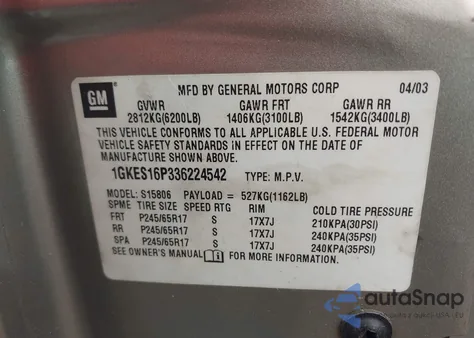 GM
MFD BY GENERAL MOTORS CORP 04/03
GVWR GAWR FRT GAWR RR
2812KG(6200LB) 1406KG(3100LB) 1542KG(3400LB)
THIS VEHICLE CONFORMS TO ALL APPLICABLE U.S. FEDERAL MOTOR
VEHICLE SAFETY STANDARDS IN EFFECT ON THE DATE OF
MANUFACTURE SHOWN ABOVE.
1GKES16P336224542 TYPE: M.P.V.
MODEL: S15806 PAYLOAD = 527KG(1162LB)
SPME TIRE SIZE SPEED RTG RIM COLD TIRE PRESSURE
FRT P245/65R17 S 17X7J 210KPA(30PSI)
RR P245/65R17 S 17X7J 240KPA(35PSI)
SPA P245/65R17 S 17X7J 240KPA(35PSI)
SEE OWNER'S MANUAL FOR MORE INFORMATION.
autoSnap